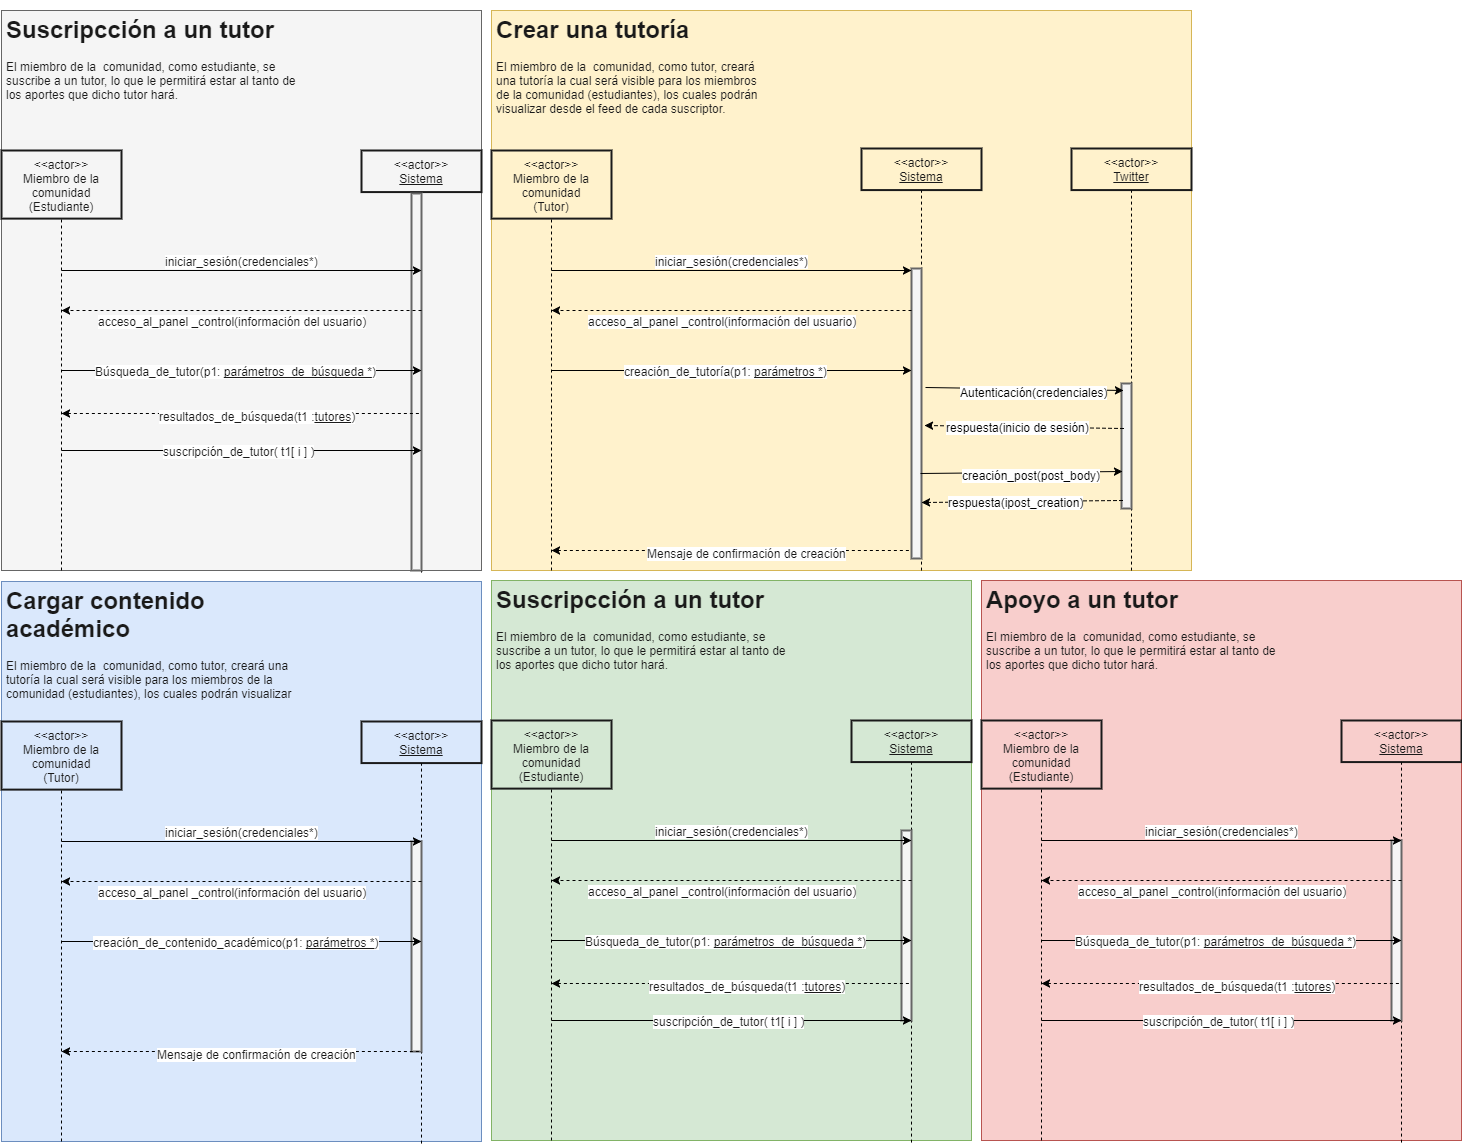 Suscripcción a un tutor
El miembro de la  comunidad, como estudiante, se
suscribe a un tutor, lo que le permitirá estar al tanto de
los aportes que dicho tutor hará.
<<actor>>
Miembro de la
comunidad
(Estudiante)
<<actor>>
Sistema
iniciar_sesión(credenciales*)
acceso_al_panel _control(información del usuario)
Búsqueda_de_tutor(p1: parámetros_de_búsqueda *)
resultados_de_búsqueda(t1 :tutores)
suscripción_de_tutor( t1[ i ] )
Crear una tutoría
El miembro de la  comunidad, como tutor, creará
una tutoría la cual será visible para los miembros
de la comunidad (estudiantes), los cuales podrán
visualizar desde el feed de cada suscriptor.
<<actor>>
Miembro de la
comunidad
(Tutor)
<<actor>>
Sistema
<<actor>>
Twitter
iniciar_sesión(credenciales*)
acceso_al_panel _control(información del usuario)
creación_de_tutoría(p1: parámetros *)
Autenticación(credenciales)
respuesta(inicio de sesión)
creación_post(post_body)
respuesta(ipost_creation)
Mensaje de confirmación de creación
Cargar contenido
académico
El miembro de la  comunidad, como tutor, creará una
tutoría la cual será visible para los miembros de la
comunidad (estudiantes), los cuales podrán visualizar
<<actor>>
Miembro de la
comunidad
(Tutor)
<<actor>>
Sistema
iniciar_sesión(credenciales*)
acceso_al_panel _control(información del usuario)
creación_de_contenido_académico(p1: parámetros *)
Mensaje de confirmación de creación
Suscripcción a un tutor
El miembro de la  comunidad, como estudiante, se
suscribe a un tutor, lo que le permitirá estar al tanto de
los aportes que dicho tutor hará.
<<actor>>
Miembro de la
comunidad
(Estudiante)
<<actor>>
Sistema
iniciar_sesión(credenciales*)
acceso_al_panel _control(información del usuario)
Búsqueda_de_tutor(p1: parámetros_de_búsqueda *)
resultados_de_búsqueda(t1 :tutores)
suscripción_de_tutor( t1[ i ] )
Apoyo a un tutor
El miembro de la  comunidad, como estudiante, se
suscribe a un tutor, lo que le permitirá estar al tanto de
los aportes que dicho tutor hará.
<<actor>>
Miembro de la
comunidad
(Estudiante)
<<actor>>
Sistema
iniciar_sesión(credenciales*)
acceso_al_panel _control(información del usuario)
Búsqueda_de_tutor(p1: parámetros_de_búsqueda *)
resultados_de_búsqueda(t1 :tutores)
suscripción_de_tutor( t1[ i ] )